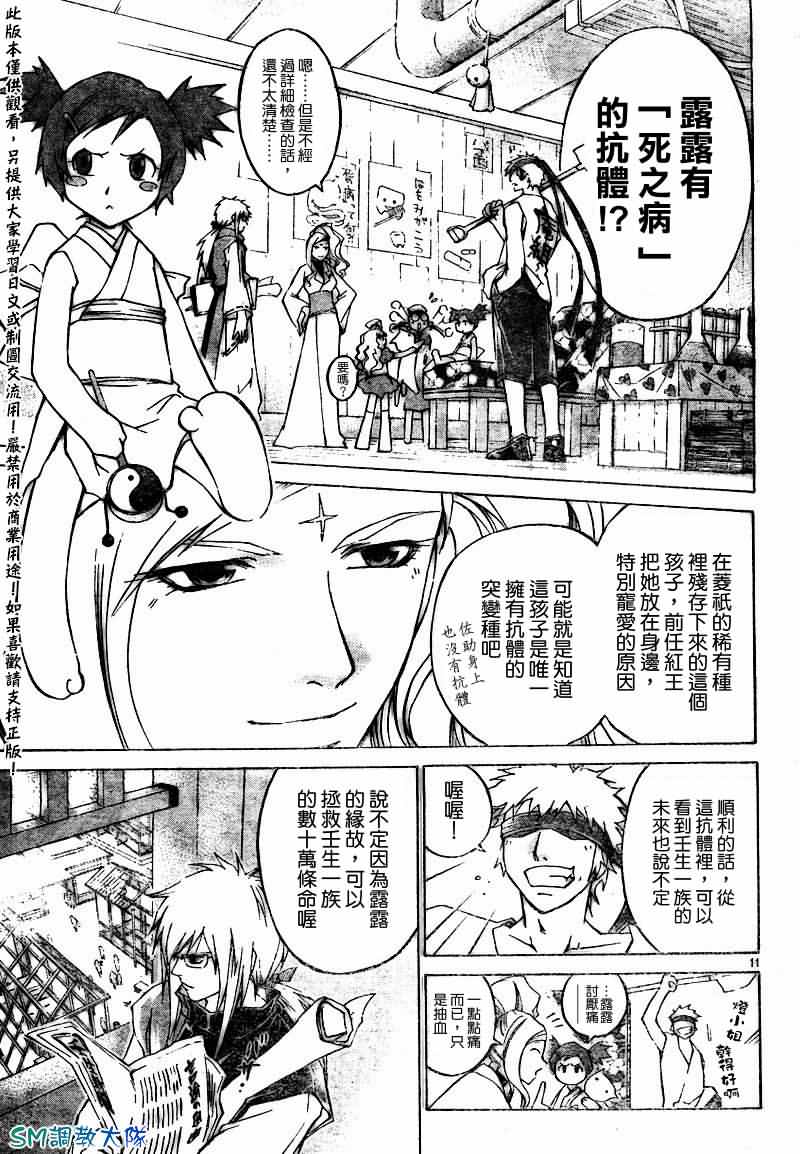 露露有
「死之病」
的抗體!?
嗯……但是不經
過詳細檢查的話，
還不太清楚……
要嗎？
在菱祇的稀有種
裡殘存下來的這個
孩子，前任紅王
把她放在身邊，
特別寵愛的原因
可能就是知道
這孩子是唯一
擁有抗體的
突變種吧
佐助身上
也沒有抗體
順利的話，從
這抗體裡，可以
看到壬生一族的
未來也說不定
喔喔！
11
燈小姐
幹得好啊
…露露
討厭痛
一點點痛
而已，只
是抽血
說不定因為露露
的緣故，可以
拯救壬生一族
的數十萬條命喔
此版本僅供觀看，另提供大家學習日文或制圖交流用！嚴禁用於商業用途！如果喜歡請支持正版！
SM調教大隊